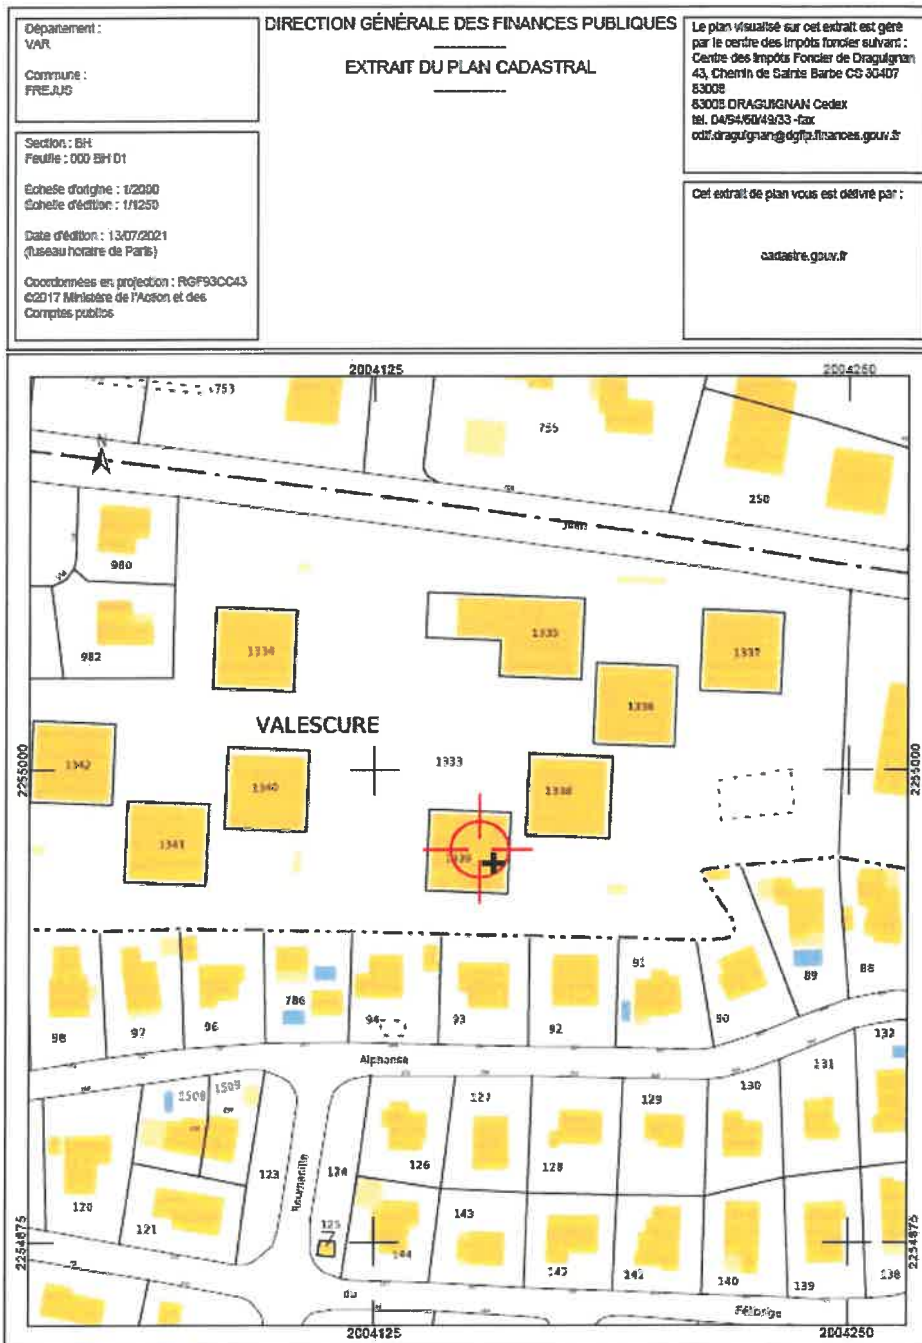 Département :
VAR
Commune :
FREJUS
Section : BH
Feuille : 000 BH 01
Échelle d'origine : 1/2000
Échelle d'édition : 1/1250
Date d'édition : 13/07/2021
(fuseau horaire de Paris)
Coordonnées en projection : RGF93CC43
©2017 Ministère de l'Action et des
Comptes publics
DIRECTION GÉNÉRALE DES FINANCES PUBLIQUES
EXTRAIT DU PLAN CADASTRAL
Le plan visualisé sur cet extrait est géré
par le centre des impôts foncier suivant :
Centre des Impôts Foncier de Draguignan
43, Chemin de Sainte Barbe CS 30407
83008
83008 DRAGUIGNAN Cedex
tél. 04/94/60/49/33 -fax
cdif.draguignan@dgfip.finances.gouv.fr
Cet extrait de plan vous est délivré par :
cadastre.gouv.fr
2004125
2004250
753
755
250
N
Juin
980
982
1334
1335
1336
1337
VALESCURE
2255000
2255000
1342
1340
1333
1338
1341
1339
98
97
96
786
94
93
92
91
90
89
88
Alphonse
132
131
130
129
127
1508
1509
123
124
126
128
120
121
Roumanille
125
144
143
142
140
139
138
2254875
2254875
du
Félibrige
2004125
2004250